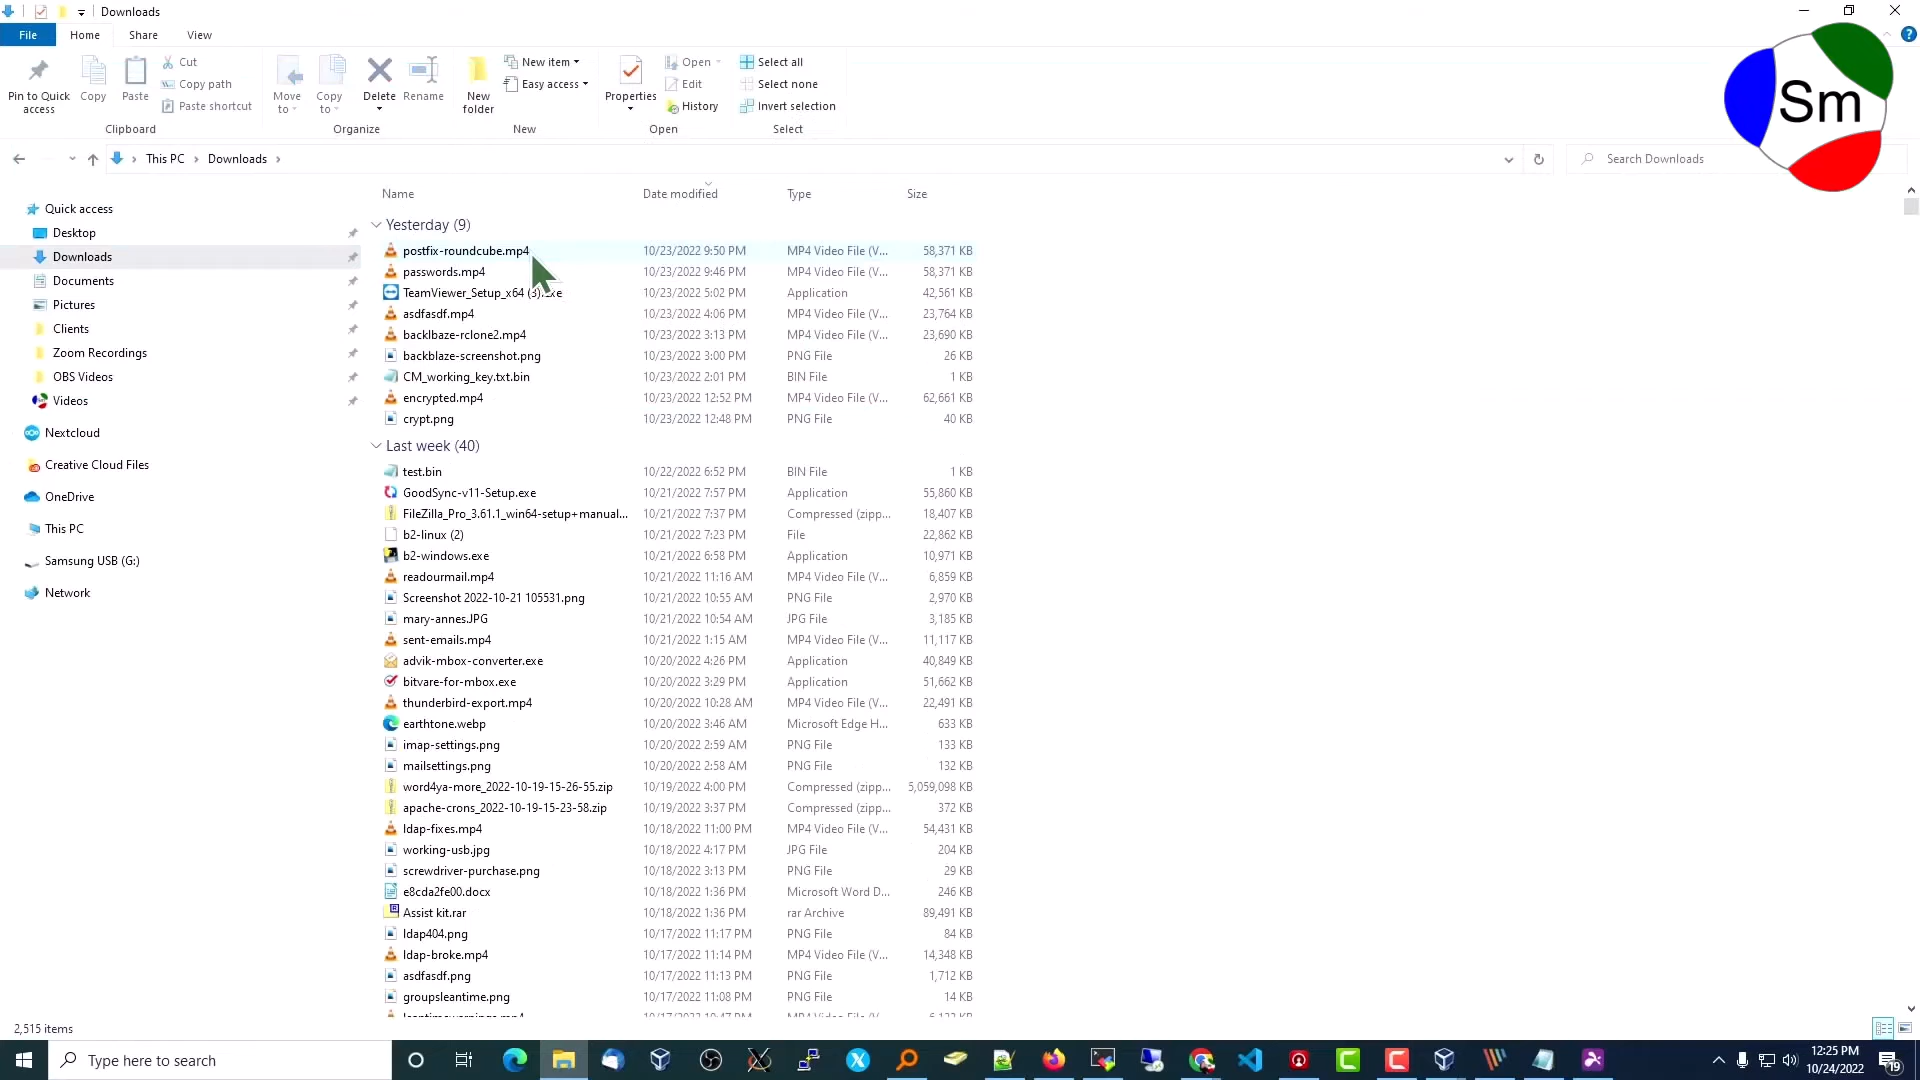 Downloads
File Home Share View
Pin to Quick access
Copy
Paste
Cut
Copy path
Paste shortcut
Clipboard
Move to
Copy to
Delete
Rename
Organize
New folder
New item
Easy access
New
Properties
Open
Edit
History
Open
Select all
Select none
Invert selection
Select
Sm
This PC > Downloads >
Search Downloads
Quick access
Desktop
Downloads
Documents
Pictures
Clients
Zoom Recordings
OBS Videos
Videos
Nextcloud
Creative Cloud Files
OneDrive
This PC
Samsung USB (G:)
Network
Name Date modified Type Size
Yesterday (9)
postfix-roundcube.mp4 10/23/2022 9:50 PM MP4 Video File (V... 58,371 KB
passwords.mp4 10/23/2022 9:46 PM MP4 Video File (V... 58,371 KB
TeamViewer_Setup_x64 10/23/2022 5:02 PM Application 42,561 KB
asdfasdf.mp4 10/23/2022 4:06 PM MP4 Video File (V... 23,764 KB
backlbaze-rclone2.mp4 10/23/2022 3:13 PM MP4 Video File (V... 23,690 KB
backblaze-screenshot.png 10/23/2022 3:00 PM PNG File 26 KB
CM_working_key.txt.bin 10/23/2022 2:01 PM BIN File 1 KB
encrypted.mp4 10/23/2022 12:52 PM MP4 Video File (V... 62,661 KB
crypt.png 10/23/2022 12:48 PM PNG File 40 KB
Last week (40)
test.bin 10/22/2022 6:52 PM BIN File 1 KB
GoodSync-v11-Setup.exe 10/21/2022 7:57 PM Application 55,860 KB
FileZilla_Pro_3.61.1_win64-setup+manual... 10/21/2022 7:37 PM Compressed (zipp... 18,407 KB
b2-linux (2) 10/21/2022 7:23 PM File 22,862 KB
b2-windows.exe 10/21/2022 6:58 PM Application 10,971 KB
readourmail.mp4 10/21/2022 11:16 AM MP4 Video File (V... 6,859 KB
Screenshot 2022-10-21 105531.png 10/21/2022 10:55 AM PNG File 2,970 KB
mary-annes.JPG 10/21/2022 10:54 AM JPG File 3,185 KB
sent-emails.mp4 10/21/2022 1:15 AM MP4 Video File (V... 11,117 KB
advik-mbox-converter.exe 10/20/2022 4:26 PM Application 40,849 KB
bitvare-for-mbox.exe 10/20/2022 3:29 PM Application 51,662 KB
thunderbird-export.mp4 10/20/2022 10:28 AM MP4 Video File (V... 22,491 KB
earthtone.webp 10/20/2022 3:46 AM Microsoft Edge H... 633 KB
imap-settings.png 10/20/2022 2:59 AM PNG File 133 KB
mailsettings.png 10/20/2022 2:58 AM PNG File 132 KB
word4ya-more_2022-10-19-15-26-55.zip 10/19/2022 4:00 PM Compressed (zipp... 5,059,098 KB
apache-crons_2022-10-19-15-23-58.zip 10/19/2022 3:37 PM Compressed (zipp... 372 KB
ldap-fixes.mp4 10/18/2022 11:00 PM MP4 Video File (V... 54,431 KB
working-usb.jpg 10/18/2022 4:17 PM JPG File 204 KB
screwdriver-purchase.png 10/18/2022 3:13 PM PNG File 29 KB
e8cda2fe00.docx 10/18/2022 1:36 PM Microsoft Word D... 246 KB
Assist kit.rar 10/18/2022 1:36 PM rar Archive 89,491 KB
ldap404.png 10/17/2022 11:17 PM PNG File 84 KB
ldap-broke.mp4 10/17/2022 11:14 PM MP4 Video File (V... 14,348 KB
asdfasdf.png 10/17/2022 11:13 PM PNG File 1,712 KB
groupsleantime.png 10/17/2022 11:08 PM PNG File 14 KB
2,515 items
Type here to search
12:25 PM
10/24/2022
19